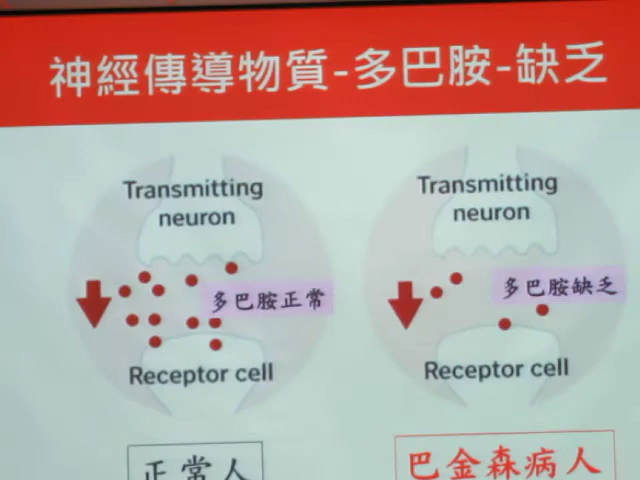 神經傳導物質-多巴胺-缺乏
Transmitting
neuron
多巴胺正常
Receptor cell
正常人
Transmitting
neuron
多巴胺缺乏
Receptor cell
巴金森病人